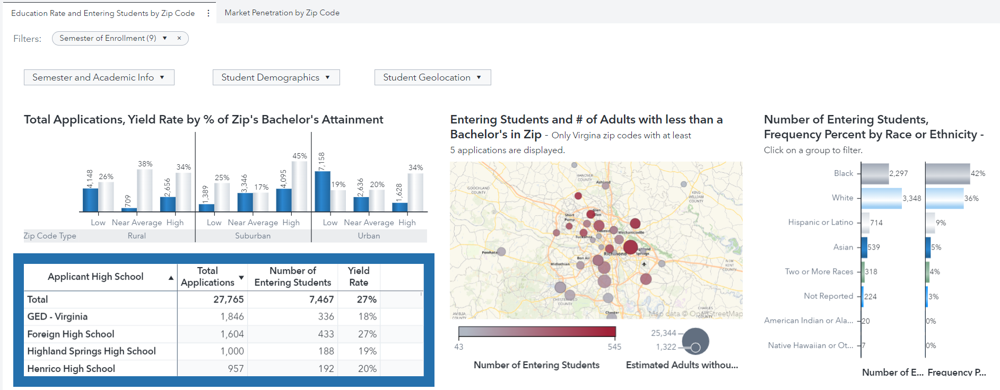 Education Rate and Entering Students by Zip Code
Market Penetration by Zip Code
Filters:
Semester of Enrollment (9)
Semester and Academic Info
Student Demographics
Student Geolocation
Total Applications, Yield Rate by % of Zip's Bachelor's Attainment
4,148
26%
709
38%
2,656
34%
1,389
25%
3,346
17%
4,095
45%
7,158
19%
2,636
20%
1,628
34%
Low Near Average High Low Near Average High Low Near Average High
Zip Code Type Rural Suburban Urban
Applicant High School Total Applications Number of Entering Students Yield Rate
Total 27,765 7,467 27%
GED - Virginia 1,846 336 18%
Foreign High School 1,604 433 27%
Highland Springs High School 1,000 188 19%
Henrico High School 957 192 20%
Entering Students and # of Adults with less than a
Bachelor's in Zip - Only Virgina zip codes with at least
5 applications are displayed.
HANOVER
COUNTY
Ashland
GOOCHLAND
COUNTY
KING
WILLIAM
COUNTY
Short
Pump
Glen
Allen
Lakeside
Mechanicsville
Tuckahoe
Highland
Springs
Richmond
Powhatan
Bon Air
Midlothian
NEW
KENT
COUNTY
CHESTERFIELD
COUNTY
AMELIA
COUNTY
Chester
CHARLES
COUNTY
Map data © OpenStreetMap
43
545
Number of Entering Students
25,344
1,322
Estimated Adults withou...
Number of Entering Students,
Frequency Percent by Race or Ethnicity -
Click on a group to filter.
Black 2,297 42%
White 3,348 36%
Hispanic or Latino 714 9%
Asian 539 5%
Two or More Races 318 4%
Not Reported 224 3%
American Indian or Ala... 20 0%
Native Hawaiian or Ot... 7 0%
Number of E... Frequency P...